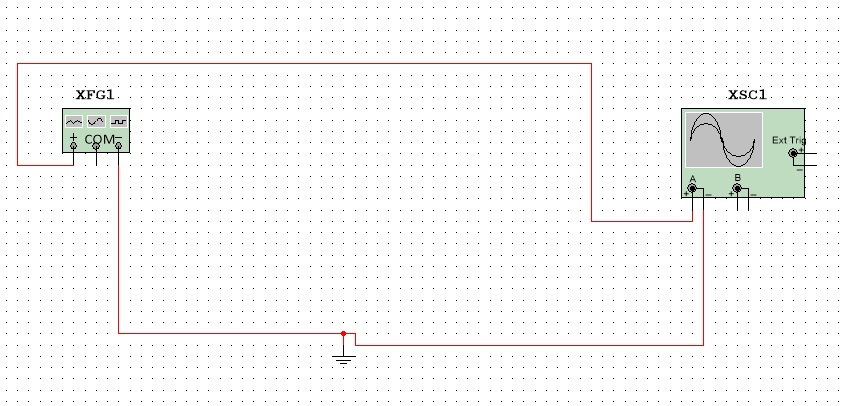 XFG1
XSC1
+ COM −
Ext Trig
+
−
A
B
+ − + −